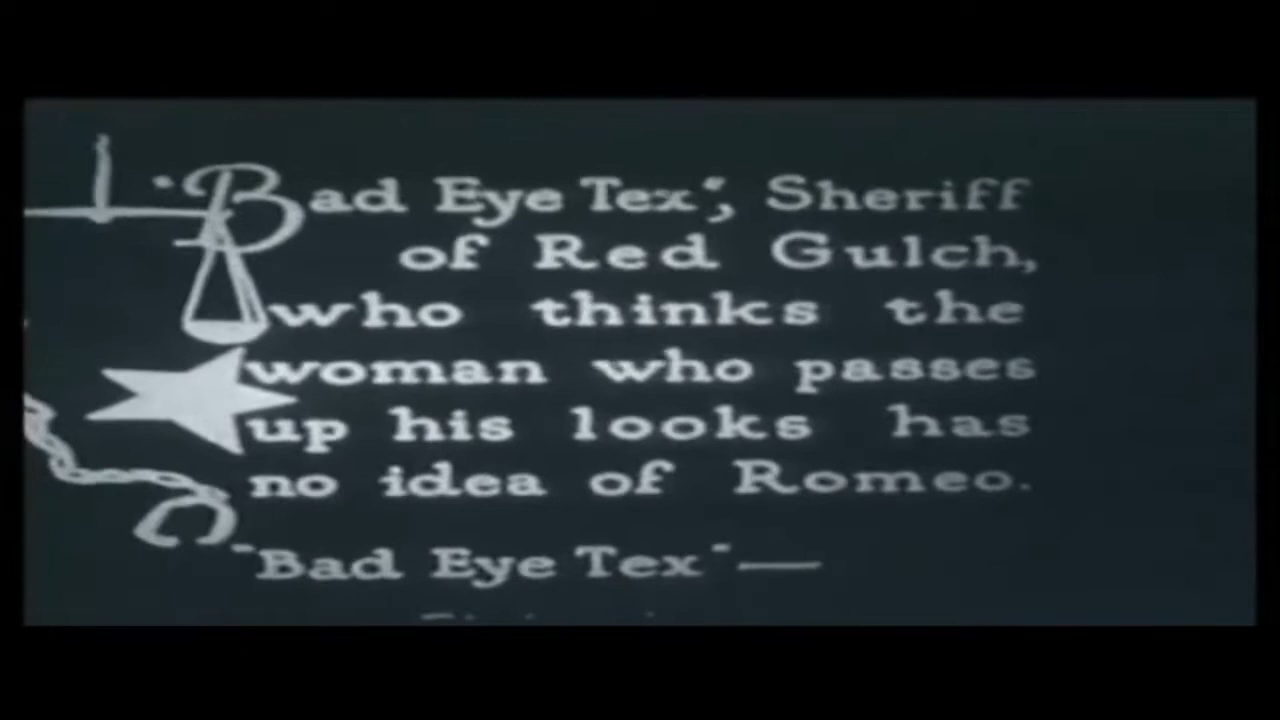 "Bad Eye Tex", Sheriff
of Red Gulch,
who thinks the
woman who passes
up his looks has
no idea of Romeo.
"Bad Eye Tex"—